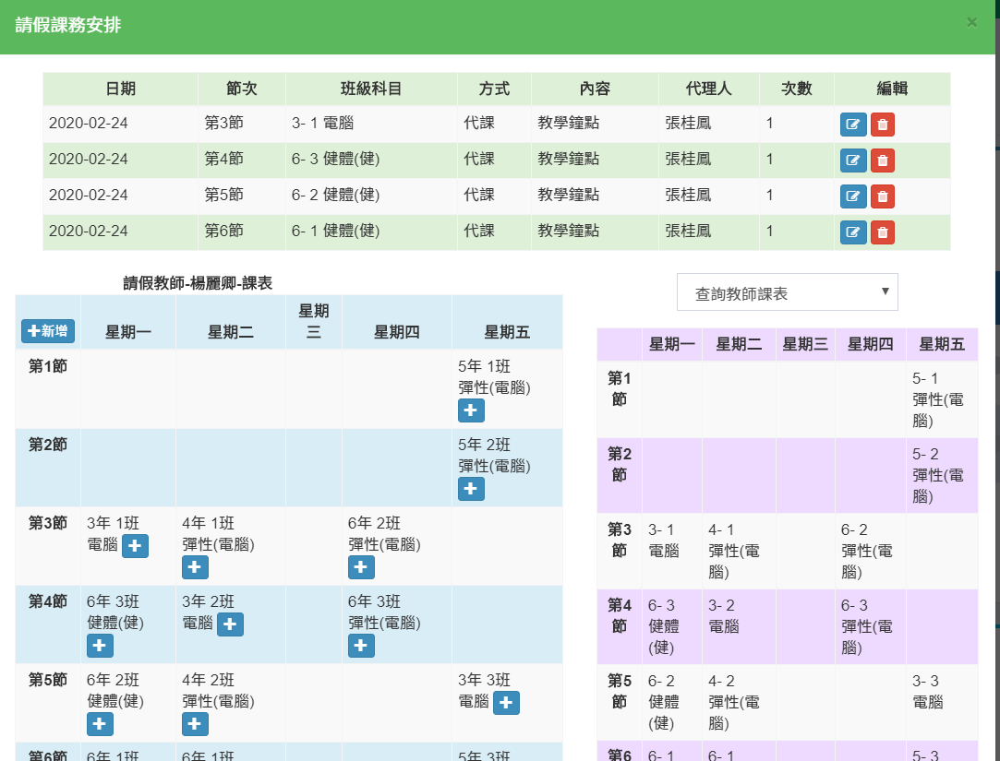 請假課務安排
×
日期 節次 班級科目 方式 內容 代理人 次數 編輯
2020-02-24 第3節 3- 1 電腦 代課 教學鐘點 張桂鳳 1
2020-02-24 第4節 6- 3 健體(健) 代課 教學鐘點 張桂鳳 1
2020-02-24 第5節 6- 2 健體(健) 代課 教學鐘點 張桂鳳 1
2020-02-24 第6節 6- 1 健體(健) 代課 教學鐘點 張桂鳳 1
請假教師-楊麗卿-課表
星期
新增 星期一 星期二 三 星期四 星期五
第1節 5年 1班
彈性(電腦)
第2節 5年 2班
彈性(電腦)
第3節 3年 1班 4年 1班 6年 2班
電腦 彈性(電腦) 彈性(電腦)
第4節 6年 3班 3年 2班 6年 3班
健體(健) 電腦 彈性(電腦)
第5節 6年 2班 4年 2班 3年 3班
健體(健) 彈性(電腦) 電腦
第6節 6年 1班 6年 1班 5年 3班
查詢教師課表
星期一 星期二 星期三 星期四 星期五
第1 5- 1
節 彈性(電
腦)
第2 5- 2
節 彈性(電
腦)
第3 3- 1 4- 1 6- 2
節 電腦 彈性(電 彈性(電
腦) 腦)
第4 6- 3 3- 2 6- 3
節 健體 電腦 彈性(電
(健) 腦)
第5 6- 2 4- 2 3- 3
節 健體 彈性(電 電腦
(健) 腦)
第6 6- 1 6- 1 5- 3